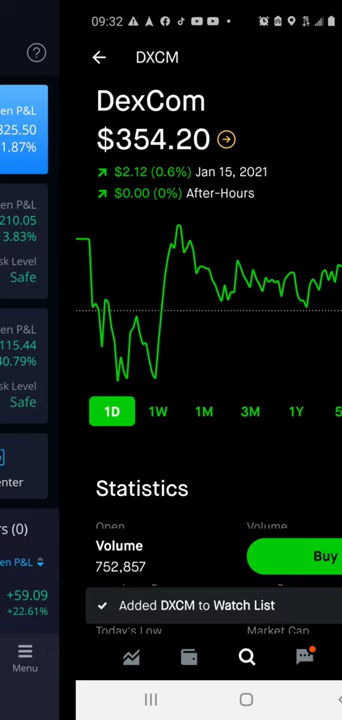 09:32
DXCM
?
DexCom
en P&L
$354.20
325.50
1.87%
$2.12 (0.6%) Jan 15, 2021
$0.00 (0%) After-Hours
en P&L
210.05
3.83%
sk Level
Safe
en P&L
115.44
40.79%
sk Level
Safe
1D 1W 1M 3M 1Y 5
enter
Statistics
Open Volume
rs (0)
Volume
752,857
Buy
en P&L
+59.09
+22.61%
Added DXCM to Watch List
Today's Low Market Cap
Menu